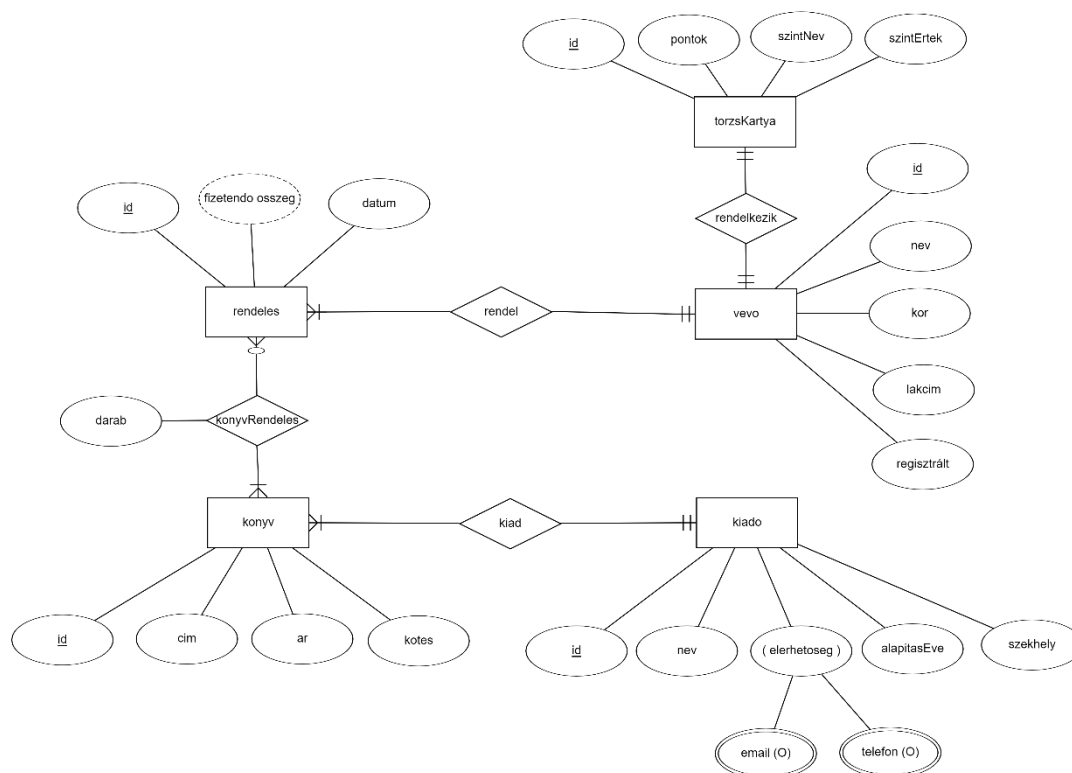 id
pontok
szintNev
szintErtek
torzsKartya
id
fizetendo osszeg
datum
rendelkezik
id
nev
kor
lakcim
regisztrált
rendeles
rendel
vevo
darab
konyvRendeles
konyv
kiad
kiado
id
cim
ar
kotes
id
nev
( elerhetoseg )
alapitasEve
szekhely
email (O)
telefon (O)